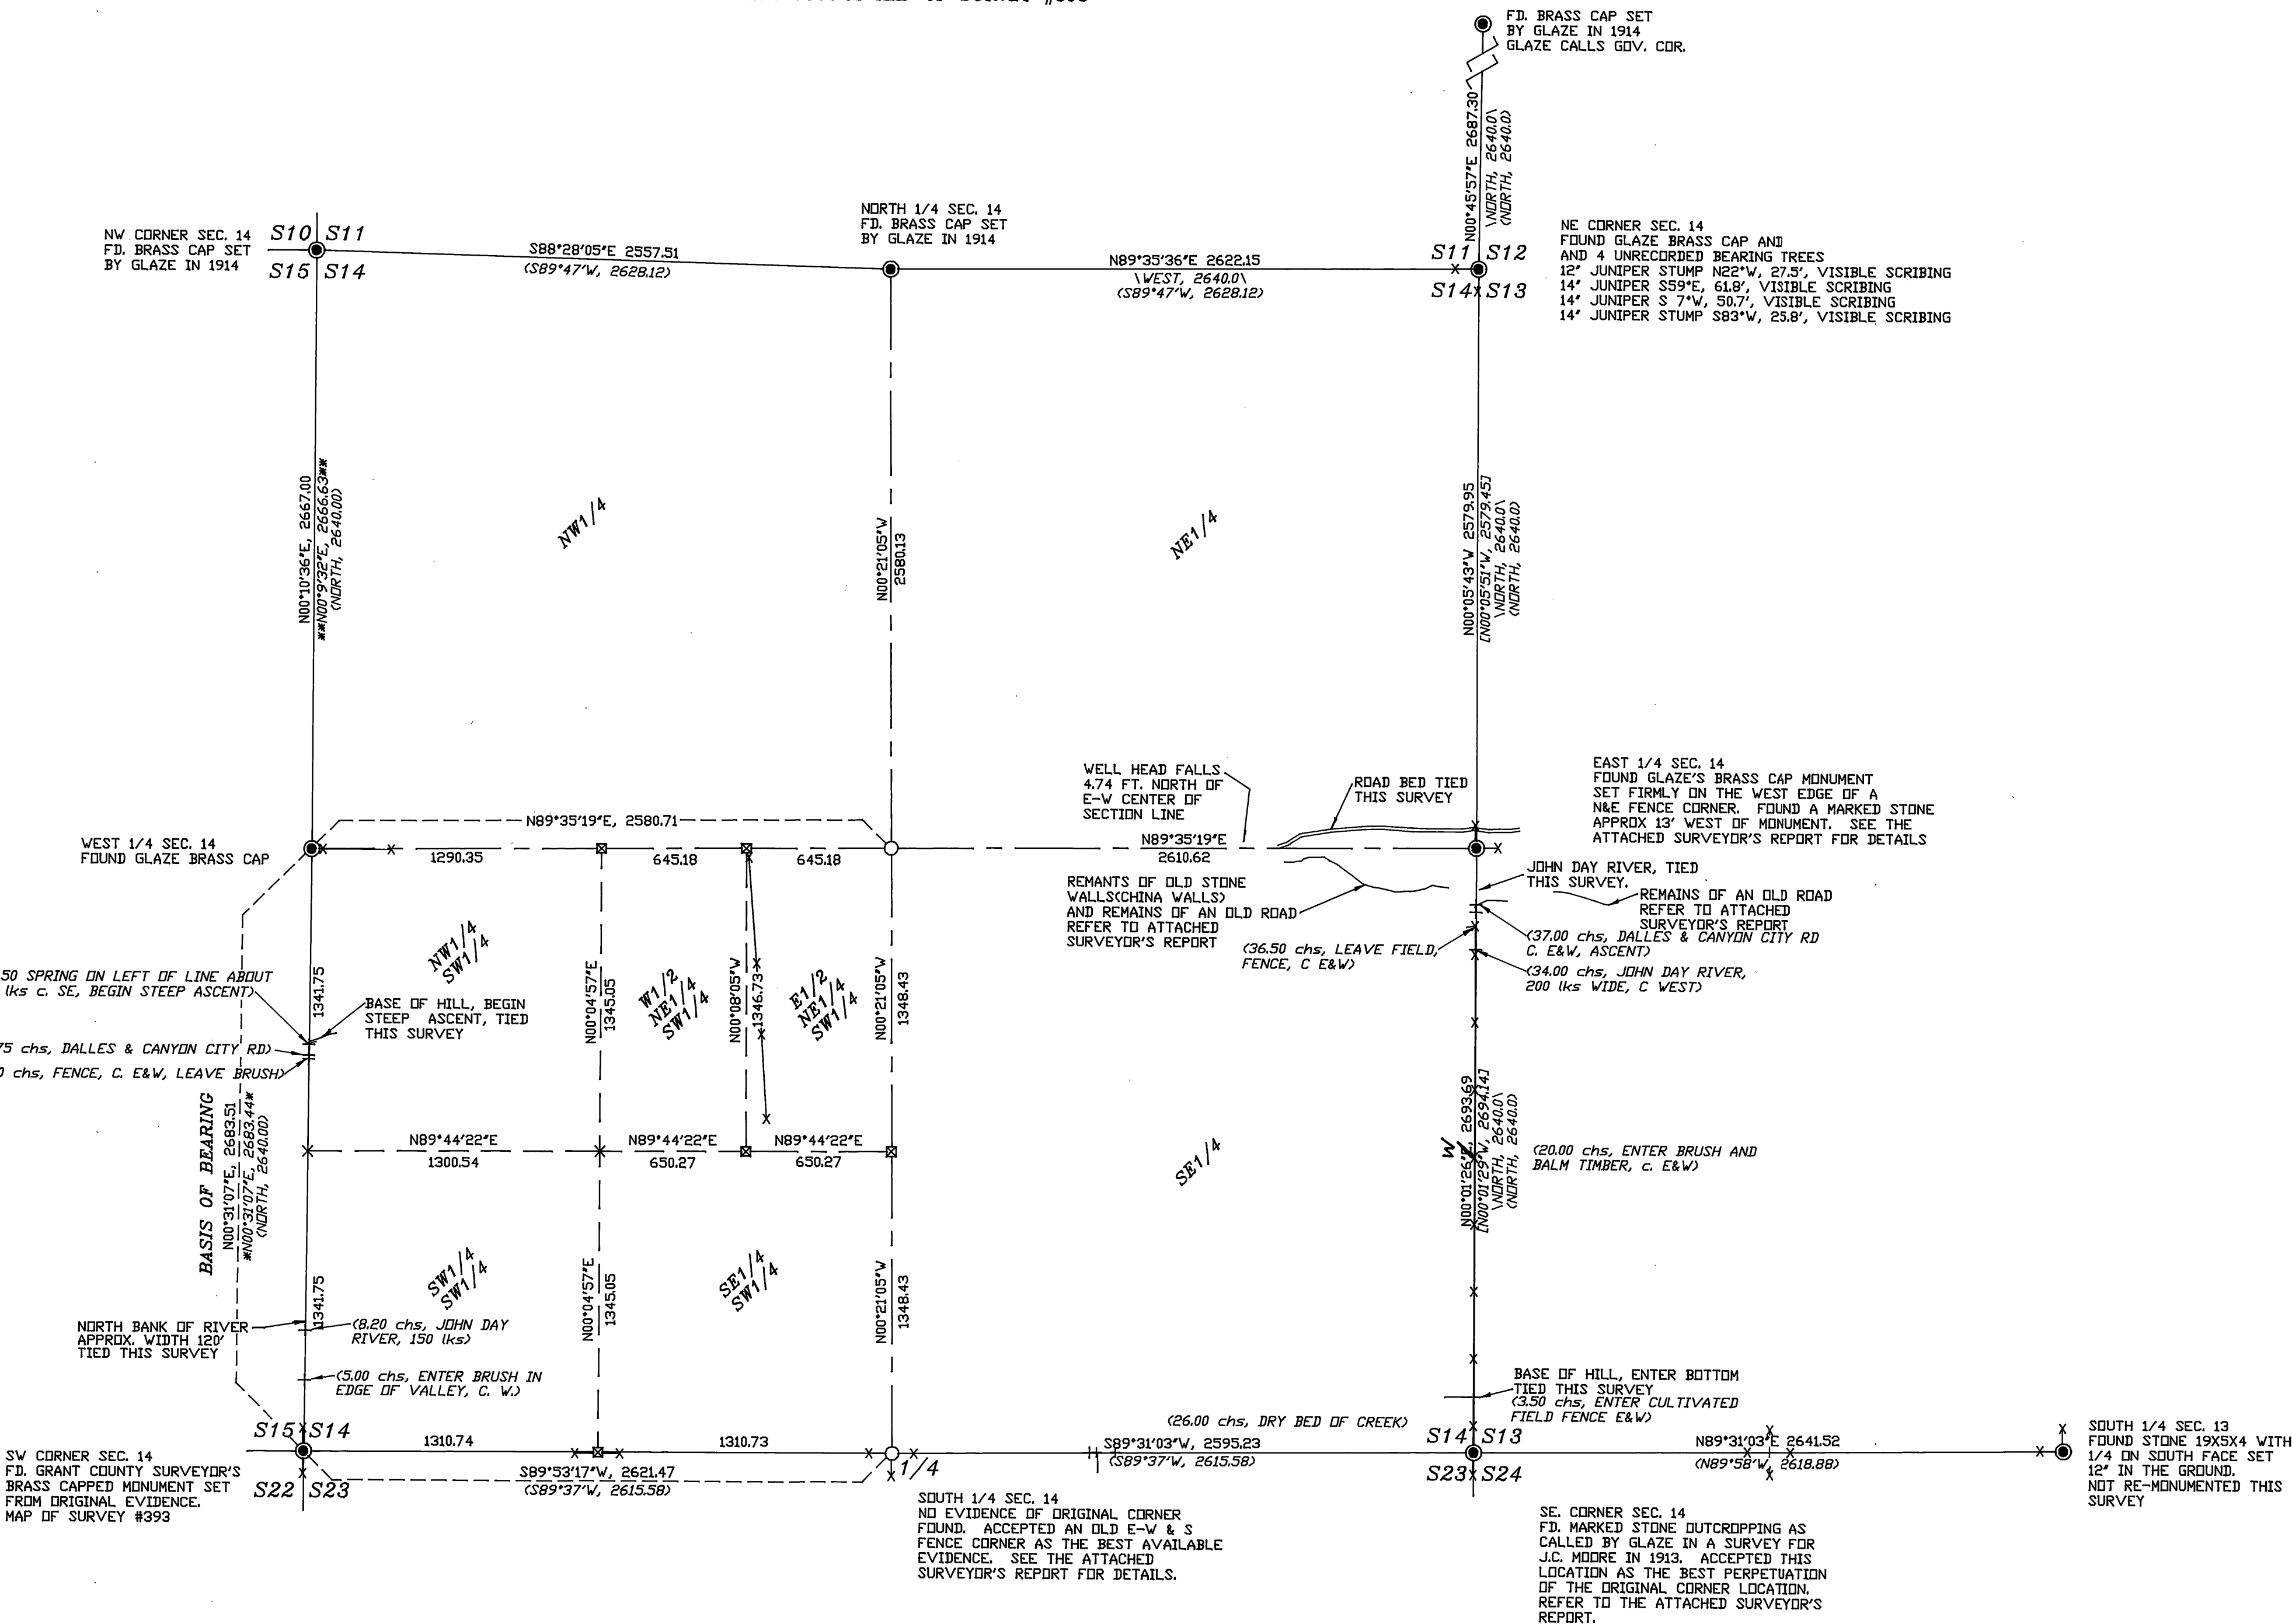 FD. BRASS CAP SET
BY GLAZE IN 1914
GLAZE CALLS GOV. COR.
N00°45'57"E 2687.30
\NORTH, 2640.0\
(NORTH, 2640.0)
NW CORNER SEC. 14
FD. BRASS CAP SET
BY GLAZE IN 1914
S10 S11
S15 S14
S88°28'05"E 2557.51
(S89°47'W, 2628.12)
NORTH 1/4 SEC. 14
FD. BRASS CAP SET
BY GLAZE IN 1914
N89°35'36"E 2622.15
\WEST, 2640.0\
(S89°47'W, 2628.12)
S11 S12
S14 S13
NE CORNER SEC. 14
FOUND GLAZE BRASS CAP AND
AND 4 UNRECORDED BEARING TREES
12" JUNIPER STUMP N22°W, 27.5', VISIBLE SCRIBING
14" JUNIPER S59°E, 61.8', VISIBLE SCRIBING
14" JUNIPER S 7°W, 50.7', VISIBLE SCRIBING
14" JUNIPER STUMP S83°W, 25.8', VISIBLE SCRIBING
N00°10'36"E, 2667.00
**N00°9'32"E, 2666.63**
(NORTH, 2640.00)
NW1/4
N00°21'05"W
2580.13
NE1/4
N00°05'43"W 2579.95
[N00°05'51"W, 2579.45]
\NORTH, 2640.0\
(NORTH, 2640.0)
WEST 1/4 SEC. 14
FOUND GLAZE BRASS CAP
N89°35'19"E, 2580.71
1290.35
645.18
645.18
WELL HEAD FALLS
4.74 FT. NORTH OF
E-W CENTER OF
SECTION LINE
ROAD BED TIED
THIS SURVEY
N89°35'19"E
2610.62
EAST 1/4 SEC. 14
FOUND GLAZE'S BRASS CAP MONUMENT
SET FIRMLY ON THE WEST EDGE OF A
N&E FENCE CORNER. FOUND A MARKED STONE
APPROX 13' WEST OF MONUMENT. SEE THE
ATTACHED SURVEYOR'S REPORT FOR DETAILS
REMANTS OF OLD STONE
WALLS(CHINA WALLS)
AND REMAINS OF AN OLD ROAD
REFER TO ATTACHED
SURVEYOR'S REPORT
JOHN DAY RIVER, TIED
THIS SURVEY.
REMAINS OF AN OLD ROAD
REFER TO ATTACHED
SURVEYOR'S REPORT
(36.50 chs, LEAVE FIELD,
FENCE, C E&W)
(37.00 chs, DALLES & CANYON CITY RD
C. E&W, ASCENT)
(34.00 chs, JOHN DAY RIVER,
200 lks WIDE, C WEST)
50 SPRING ON LEFT OF LINE ABOUT
lks c. SE, BEGIN STEEP ASCENT)
BASE OF HILL, BEGIN
STEEP ASCENT, TIED
THIS SURVEY
75 chs, DALLES & CANYON CITY RD)
0 chs, FENCE, C. E&W, LEAVE BRUSH)
1341.75
NW1/4
SW1/4
N00°04'57"E
1345.05
W1/2
NE1/4
SW1/4
N00°08'05"W
1346.73
E1/2
NE1/4
SW1/4
N00°21'05"W
1348.43
BASIS OF BEARING
N00°31'07"E, 2683.51
*N00°31'07"E, 2683.44*
(NORTH, 2640.00)
N89°44'22"E
1300.54
N89°44'22"E
650.27
N89°44'22"E
650.27
SE1/4
N00°01'26"E, 2693.69
[N00°01'29"W, 2694.14]
\NORTH, 2640.0\
(NORTH, 2640.0)
W
(20.00 chs, ENTER BRUSH AND
BALM TIMBER, c. E&W)
1341.75
SW1/4
SW1/4
N00°04'57"E
1345.05
SE1/4
SW1/4
N00°21'05"W
1348.43
NORTH BANK OF RIVER
APPROX. WIDTH 120'
TIED THIS SURVEY
(8.20 chs, JOHN DAY
RIVER, 150 lks)
(5.00 chs, ENTER BRUSH IN
EDGE OF VALLEY, C. W.)
BASE OF HILL, ENTER BOTTOM
TIED THIS SURVEY
(3.50 chs, ENTER CULTIVATED
FIELD FENCE E&W)
S15 S14
S22 S23
SW CORNER SEC. 14
FD. GRANT COUNTY SURVEYOR'S
BRASS CAPPED MONUMENT SET
FROM ORIGINAL EVIDENCE.
MAP OF SURVEY #393
1310.74
1310.73
S89°53'17"W, 2621.47
(S89°37'W, 2615.58)
1/4
(26.00 chs, DRY BED OF CREEK)
S89°31'03"W, 2595.23
(S89°37'W, 2615.58)
S14 S13
S23 S24
N89°31'03"E 2641.52
(N89°58'W, 2618.88)
SOUTH 1/4 SEC. 13
FOUND STONE 19X5X4 WITH
1/4 ON SOUTH FACE SET
12" IN THE GROUND.
NOT RE-MONUMENTED THIS
SURVEY
SOUTH 1/4 SEC. 14
NO EVIDENCE OF ORIGINAL CORNER
FOUND. ACCEPTED AN OLD E-W & S
FENCE CORNER AS THE BEST AVAILABLE
EVIDENCE. SEE THE ATTACHED
SURVEYOR'S REPORT FOR DETAILS.
SE. CORNER SEC. 14
FD. MARKED STONE OUTCROPPING AS
CALLED BY GLAZE IN A SURVEY FOR
J.C. MOORE IN 1913. ACCEPTED THIS
LOCATION AS THE BEST PERPETUATION
OF THE ORIGINAL CORNER LOCATION.
REFER TO THE ATTACHED SURVEYOR'S
REPORT.